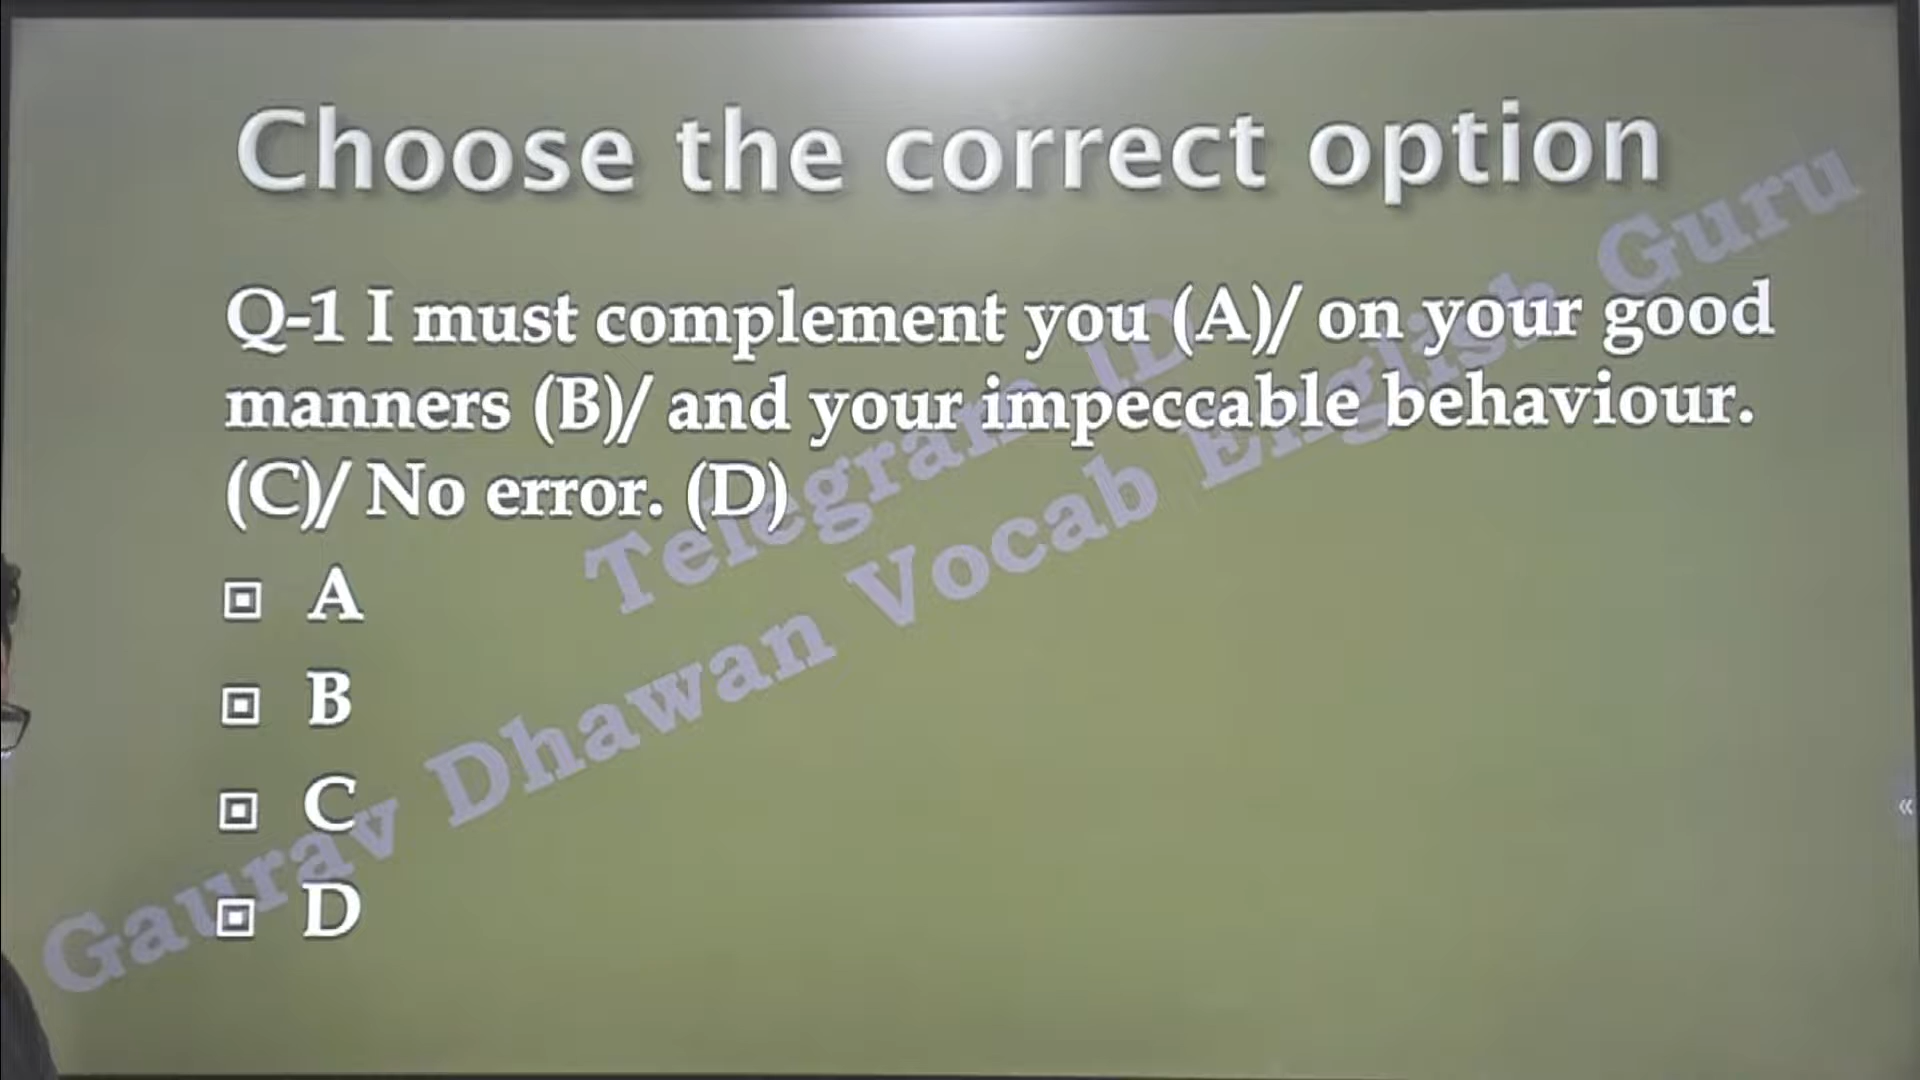 Choose the correct option
Q-1 I must complement you (A)/ on your good
manners (B)/ and your impeccable behaviour.
(C)/ No error. (D)
A
B
C
D
Telegram ID
Gaurav Dhawan Vocab English Guru
«